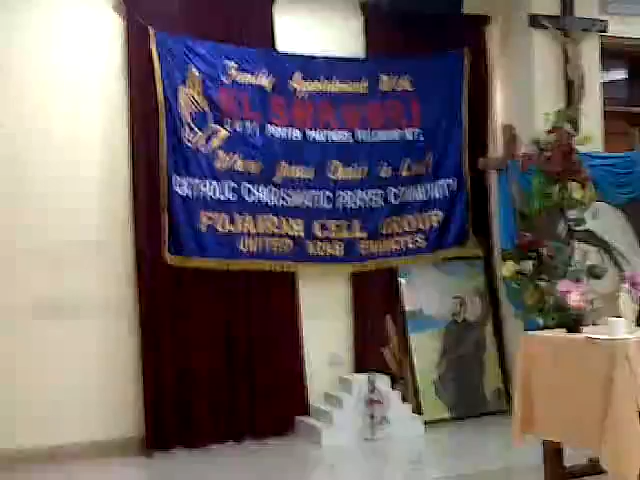 Family Appointment With
EL SHADDAI
Where Jesus Christ is Lord
CATHOLIC CHARISMATIC PRAYER COMMUNITY
FUJAIRAH CELL GROUP
UNITED ARAB EMIRATES